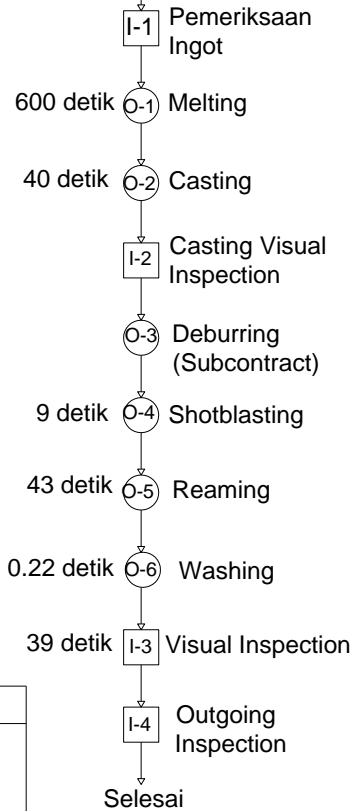 I-1 Pemeriksaan
Ingot
600 detik O-1 Melting
40 detik O-2 Casting
I-2 Casting Visual
Inspection
O-3 Deburring
(Subcontract)
9 detik O-4 Shotblasting
43 detik O-5 Reaming
0.22 detik O-6 Washing
39 detik I-3 Visual Inspection
I-4 Outgoing
Inspection
Selesai